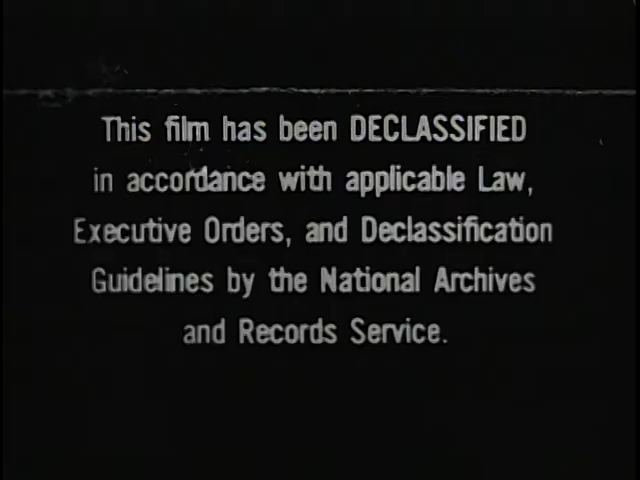 This film has been DECLASSIFIED
in accordance with applicable Law,
Executive Orders, and Declassification
Guidelines by the National Archives
and Records Service.